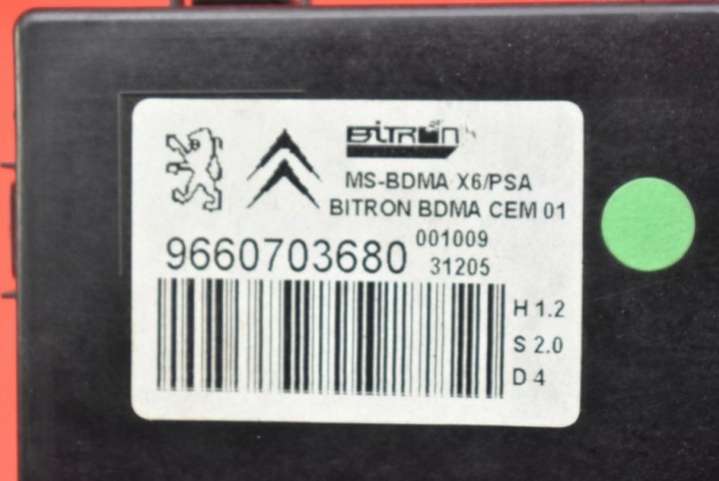 BiTRON
MS-BDMA X6/PSA
BITRON BDMA CEM 01
9660703680
001009
31205
H 1.2
S 2.0
D 4